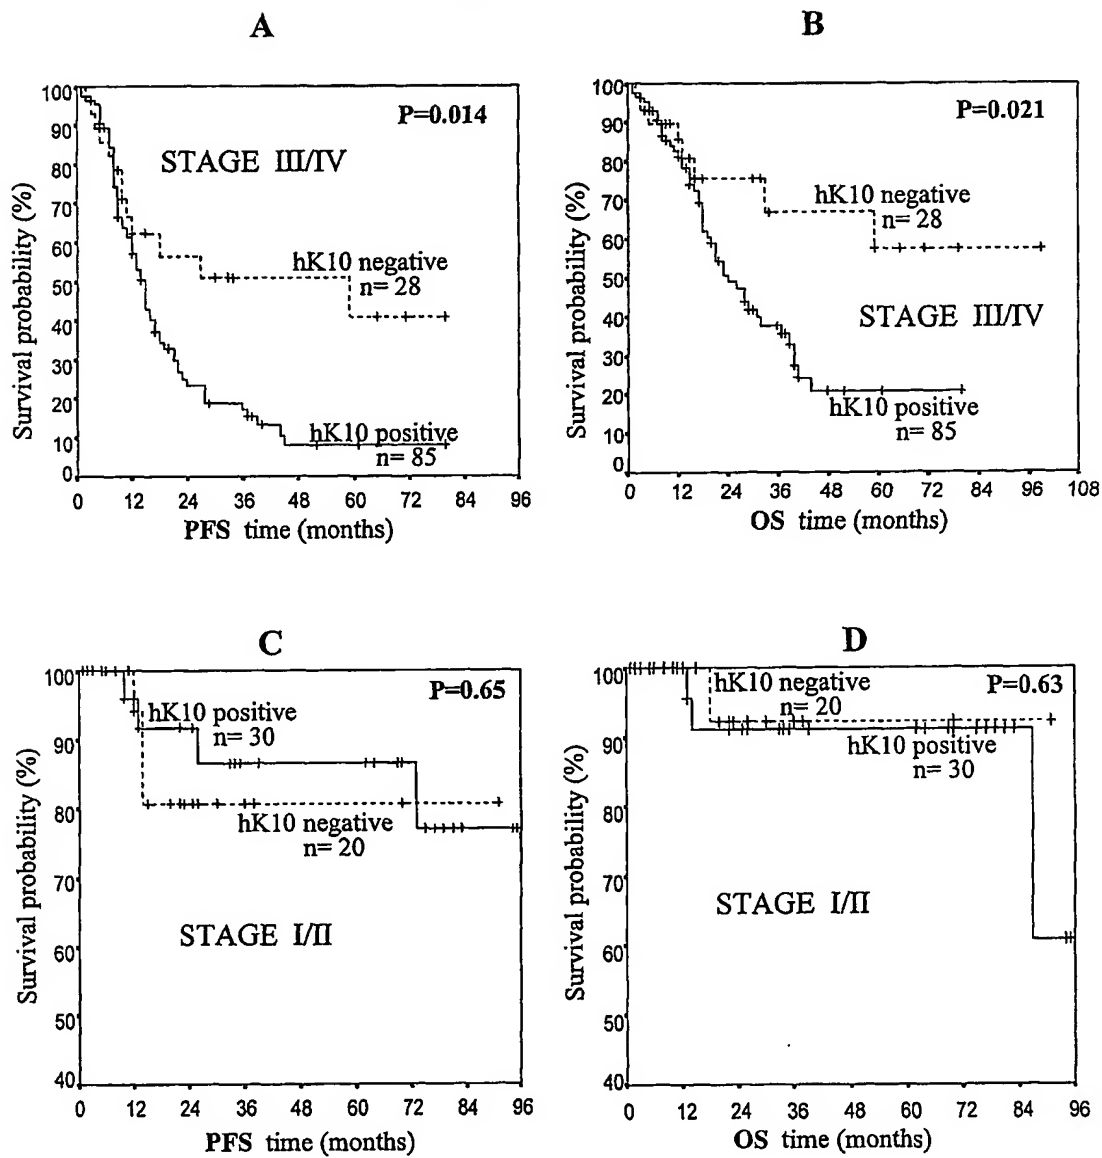 A
Survival probability (%)
100
90
80
70
60
50
40
30
20
10
0
P=0.014
STAGE III/IV
hK10 negative
n= 28
hK10 positive
n= 85
0 12 24 36 48 60 72 84 96
PFS time (months)
B
Survival probability (%)
100
90
80
70
60
50
40
30
20
10
0
P=0.021
hK10 negative
n= 28
STAGE III/IV
hK10 positive
n= 85
0 12 24 36 48 60 72 84 96 108
OS time (months)
C
Survival probability (%)
100
90
80
70
60
50
40
P=0.65
hK10 positive
n= 30
hK10 negative
n= 20
STAGE I/II
0 12 24 36 48 60 72 84 96
PFS time (months)
D
Survival probability (%)
100
90
80
70
60
50
40
hK10 negative
n= 20
P=0.63
hK10 positive
n= 30
STAGE I/II
0 12 24 36 48 60 72 84 96
OS time (months)